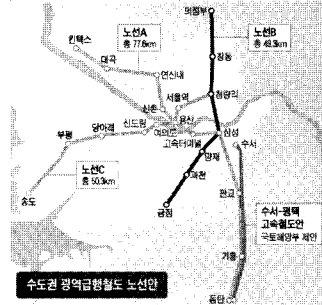 의정부
노선B
총 49.3km
노선A
총 77.6km
킨텍스
대곡
연신내
창동
서울역
청량리
신촌
신도림
용산
여의도
당아래
부평
고속터미널
삼성
수서
양재
노선C
총 50.3km
과천
판교
송도
금정
수서-평택
고속철도안
국토해양부 제안
기흥
수도권 광역급행철도 노선안
동탄